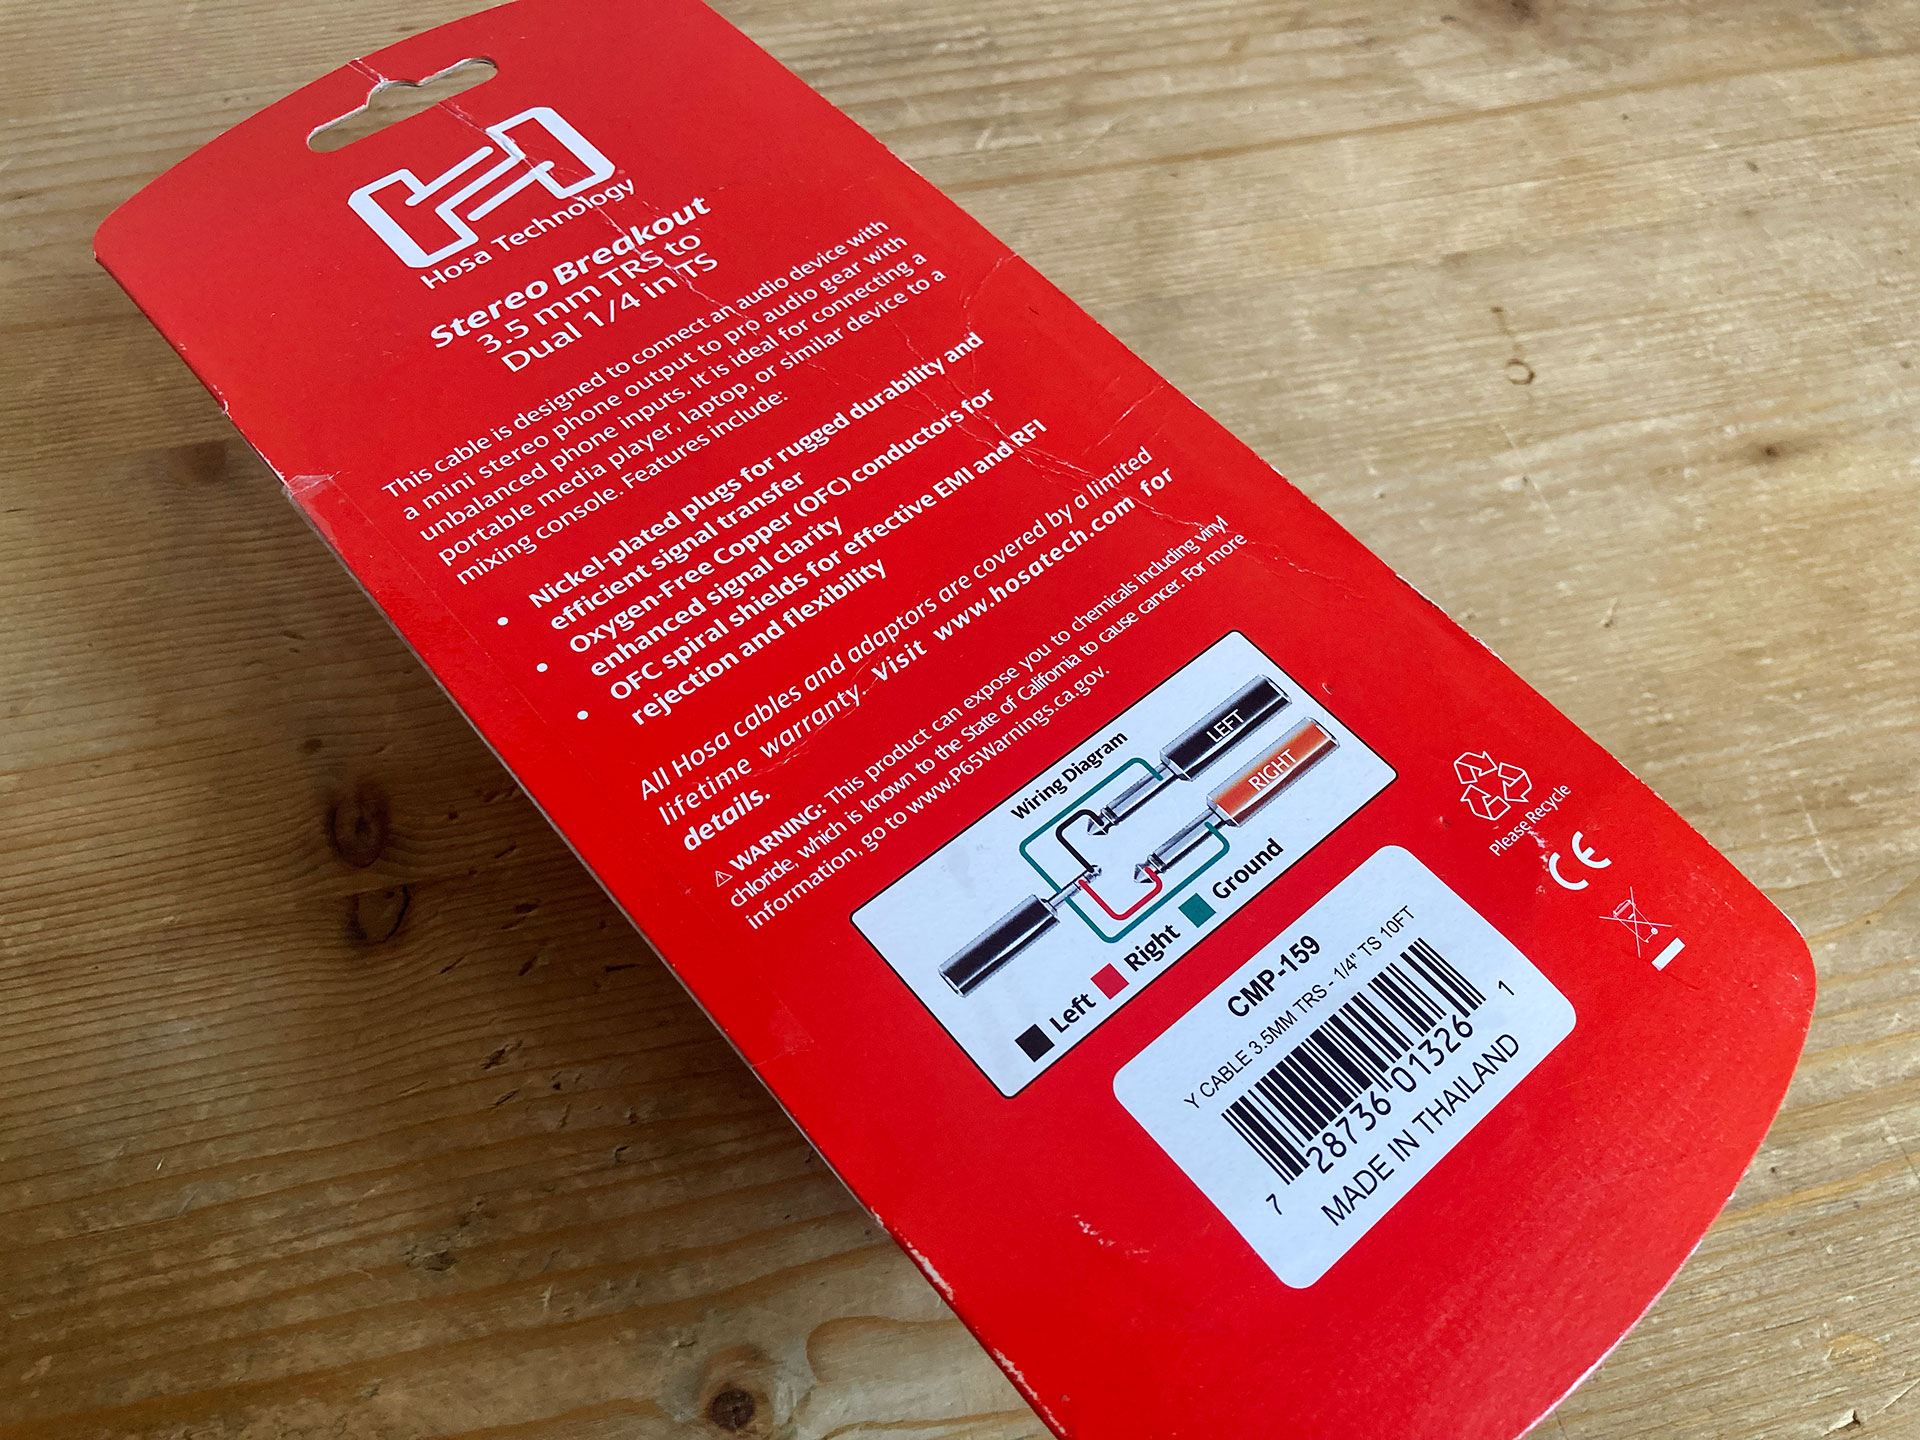 Hosa Technology
Stereo Breakout
3.5 mm TRS to
Dual 1/4 in TS
This cable is designed to connect an audio device with
a mini stereo phone output to pro audio gear with
unbalanced phone inputs. It is ideal for connecting a
portable media player, laptop, or similar device to a
mixing console. Features include:
• Nickel-plated plugs for rugged durability and
efficient signal transfer
• Oxygen-Free Copper (OFC) conductors for
enhanced signal clarity
• OFC spiral shields for effective EMI and RFI
rejection and flexibility
All Hosa cables and adaptors are covered by a limited
lifetime warranty. Visit www.hosatech.com for
details.
⚠ WARNING: This product can expose you to chemicals including vinyl
chloride, which is known to the State of California to cause cancer. For more
information, go to www.P65Warnings.ca.gov.
Wiring Diagram
LEFT
RIGHT
Left Right Ground
Please Recycle
CE
CMP-159
Y CABLE 3.5MM TRS - 1/4" TS 10FT
7 28736 01326 1
MADE IN THAILAND